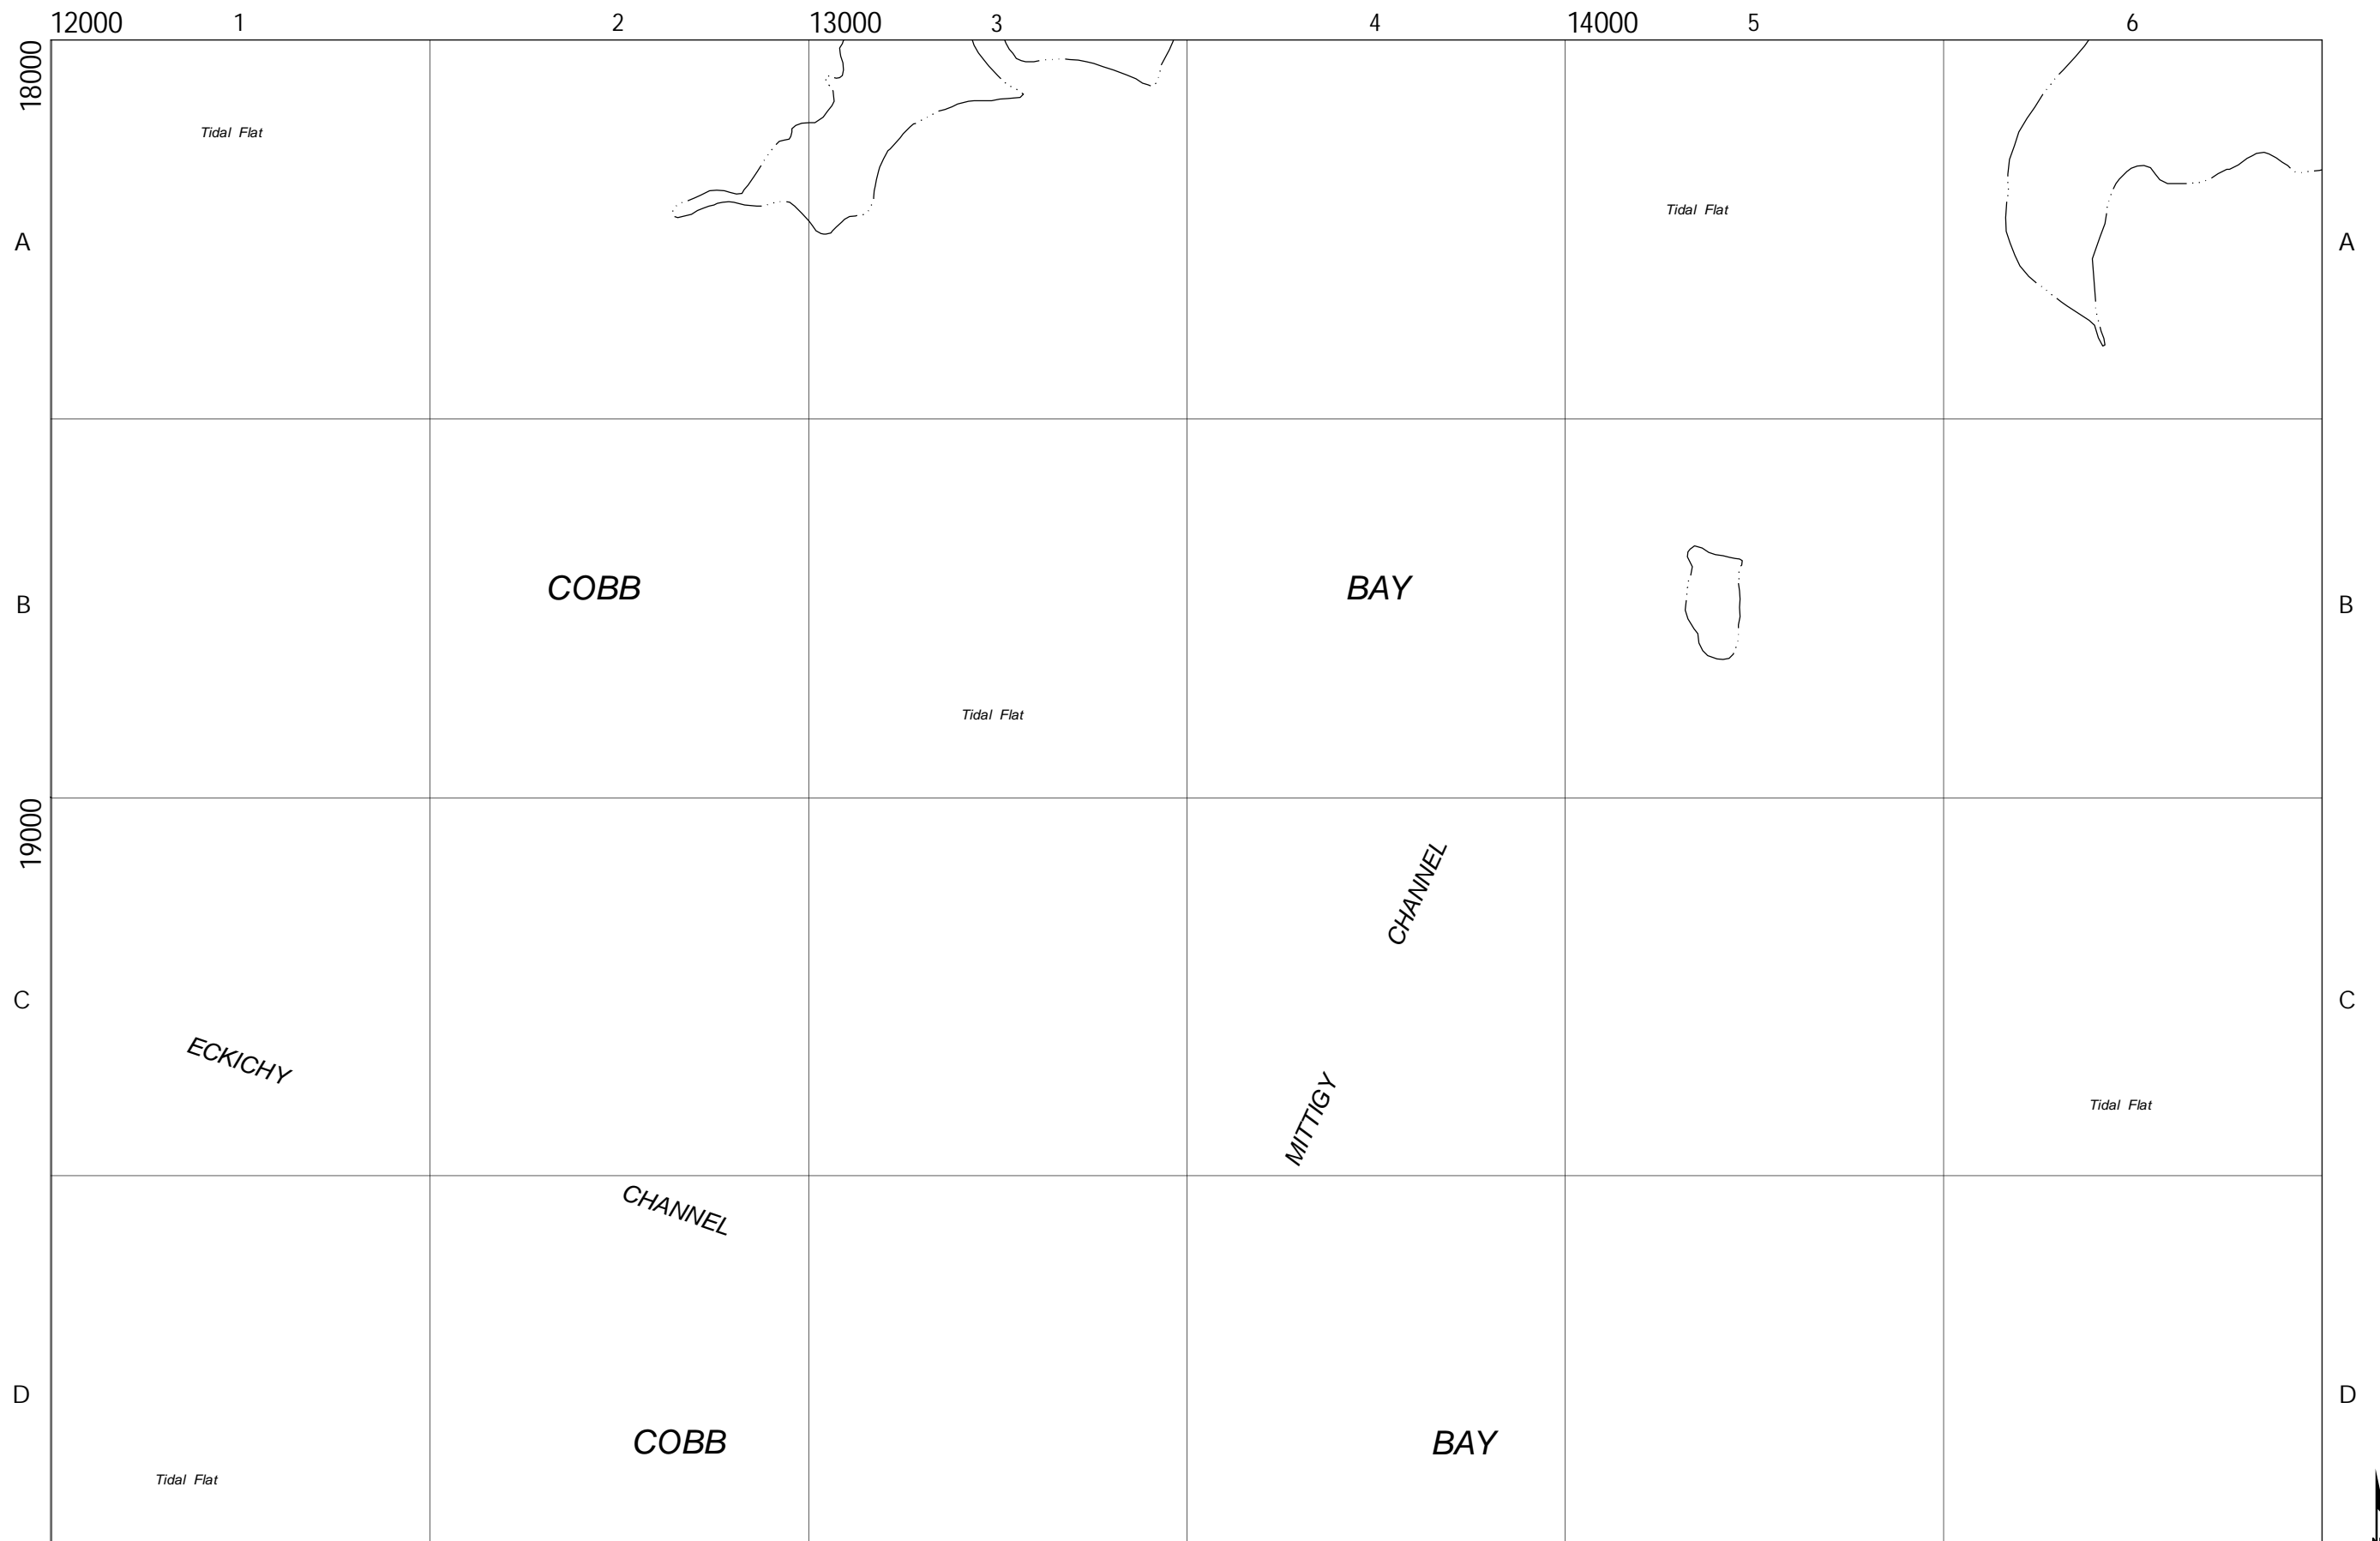 12000 1 2 13000 3 4 14000 5 6
18000
Tidal Flat
Tidal Flat
A A
COBB BAY
B B
Tidal Flat
19000
CHANNEL
C C
ECKICHY
MITTIGY
Tidal Flat
CHANNEL
D D
COBB BAY
Tidal Flat